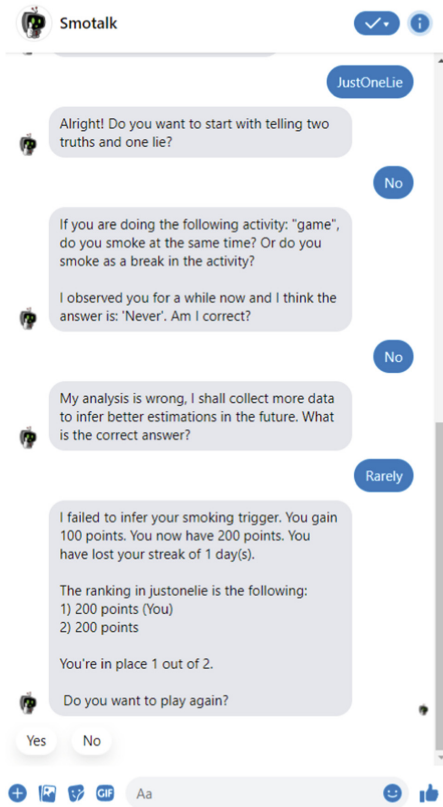 Smotalk
JustOneLie
Alright! Do you want to start with telling two
truths and one lie?
No
If you are doing the following activity: "game",
do you smoke at the same time? Or do you
smoke as a break in the activity?
I observed you for a while now and I think the
answer is: 'Never'. Am I correct?
No
My analysis is wrong, I shall collect more data
to infer better estimations in the future. What
is the correct answer?
Rarely
I failed to infer your smoking trigger. You gain
100 points. You now have 200 points. You
have lost your streak of 1 day(s).
The ranking in justonelie is the following:
1) 200 points (You)
2) 200 points
You're in place 1 out of 2.
Do you want to play again?
Yes No
GIF Aa